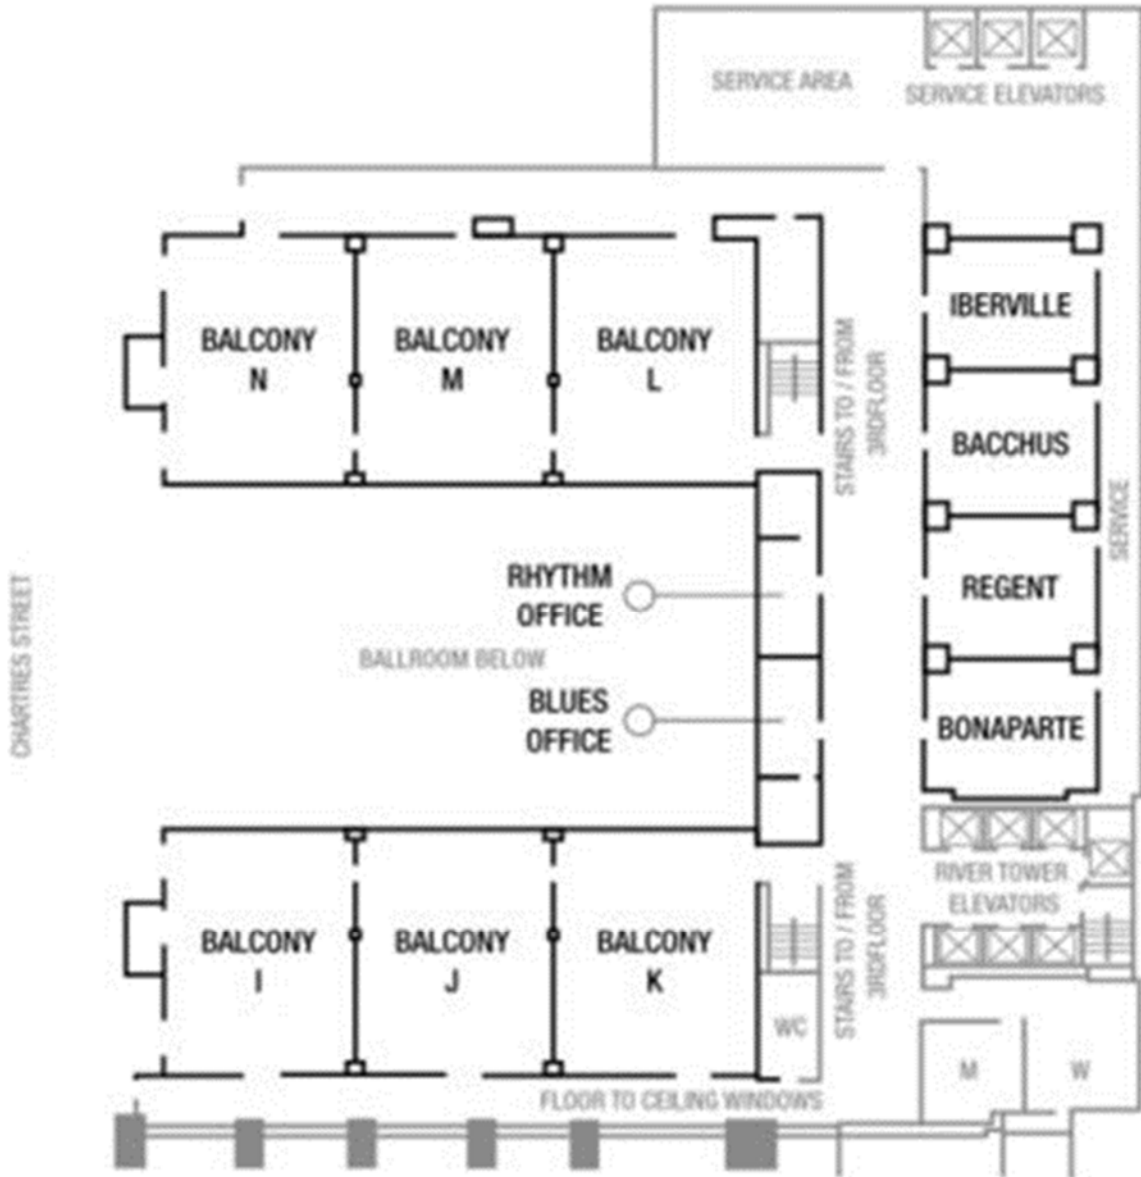 SERVICE AREA
SERVICE ELEVATORS
IBERVILLE
BALCONY
N
BALCONY
M
BALCONY
L
STAIRS TO / FROM
3RDFLOOR
BACCHUS
SERVICE
RHYTHM
OFFICE
REGENT
CHARTRES STREET
BALLROOM BELOW
BLUES
OFFICE
BONAPARTE
RIVER TOWER
ELEVATORS
BALCONY
I
BALCONY
J
BALCONY
K
STAIRS TO / FROM
3RDFLOOR
WC
M
W
FLOOR TO CEILING WINDOWS